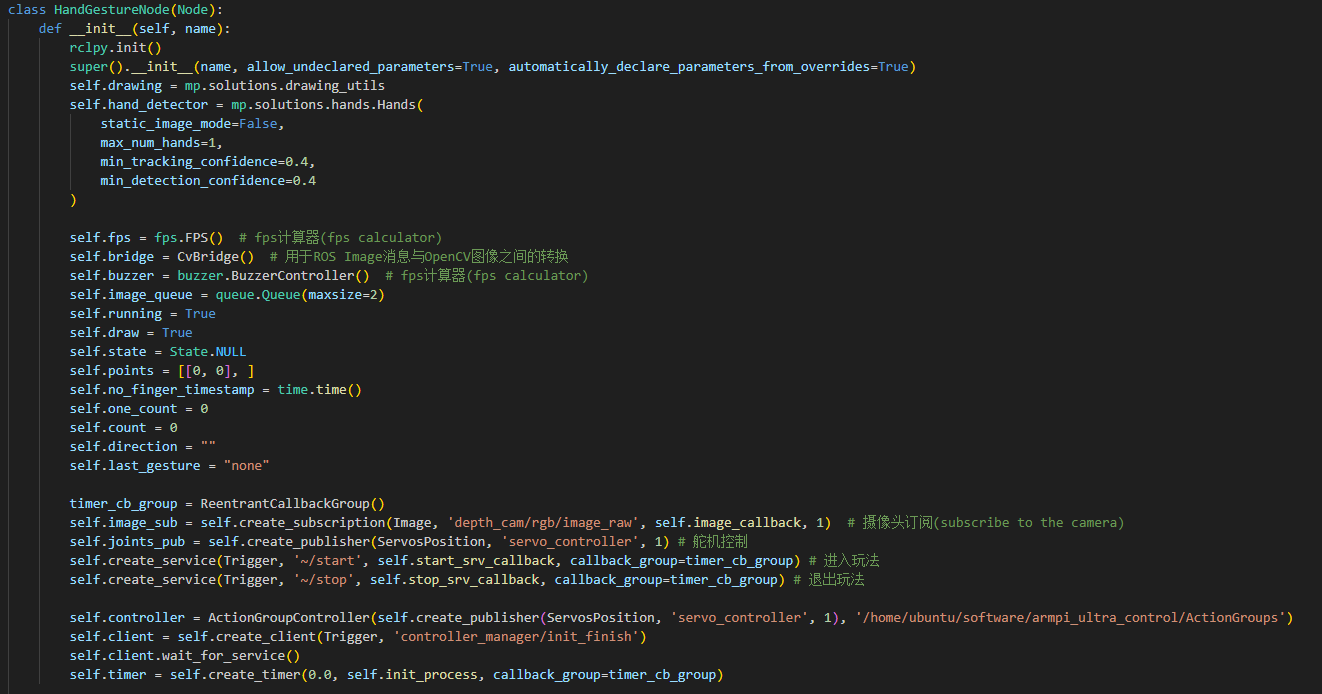 class HandGestureNode(Node):
    def __init__(self, name):
        rclpy.init()
        super().__init__(name, allow_undeclared_parameters=True, automatically_declare_parameters_from_overrides=True)
        self.drawing = mp.solutions.drawing_utils
        self.hand_detector = mp.solutions.hands.Hands(
            static_image_mode=False,
            max_num_hands=1,
            min_tracking_confidence=0.4,
            min_detection_confidence=0.4
        )

        self.fps = fps.FPS()  # fps计算器(fps calculator)
        self.bridge = CvBridge()  # 用于ROS Image消息与OpenCV图像之间的转换
        self.buzzer = buzzer.BuzzerController()  # fps计算器(fps calculator)
        self.image_queue = queue.Queue(maxsize=2)
        self.running = True
        self.draw = True
        self.state = State.NULL
        self.points = [[0, 0], ]
        self.no_finger_timestamp = time.time()
        self.one_count = 0
        self.count = 0
        self.direction = ""
        self.last_gesture = "none"

        timer_cb_group = ReentrantCallbackGroup()
        self.image_sub = self.create_subscription(Image, 'depth_cam/rgb/image_raw', self.image_callback, 1)  # 摄像头订阅(subscribe to the camera)
        self.joints_pub = self.create_publisher(ServosPosition, 'servo_controller', 1) # 舵机控制
        self.create_service(Trigger, '~/start', self.start_srv_callback, callback_group=timer_cb_group) # 进入玩法
        self.create_service(Trigger, '~/stop', self.stop_srv_callback, callback_group=timer_cb_group) # 退出玩法

        self.controller = ActionGroupController(self.create_publisher(ServosPosition, 'servo_controller', 1), '/home/ubuntu/software/armpi_ultra_control/ActionGroups')
        self.client = self.create_client(Trigger, 'controller_manager/init_finish')
        self.client.wait_for_service()
        self.timer = self.create_timer(0.0, self.init_process, callback_group=timer_cb_group)